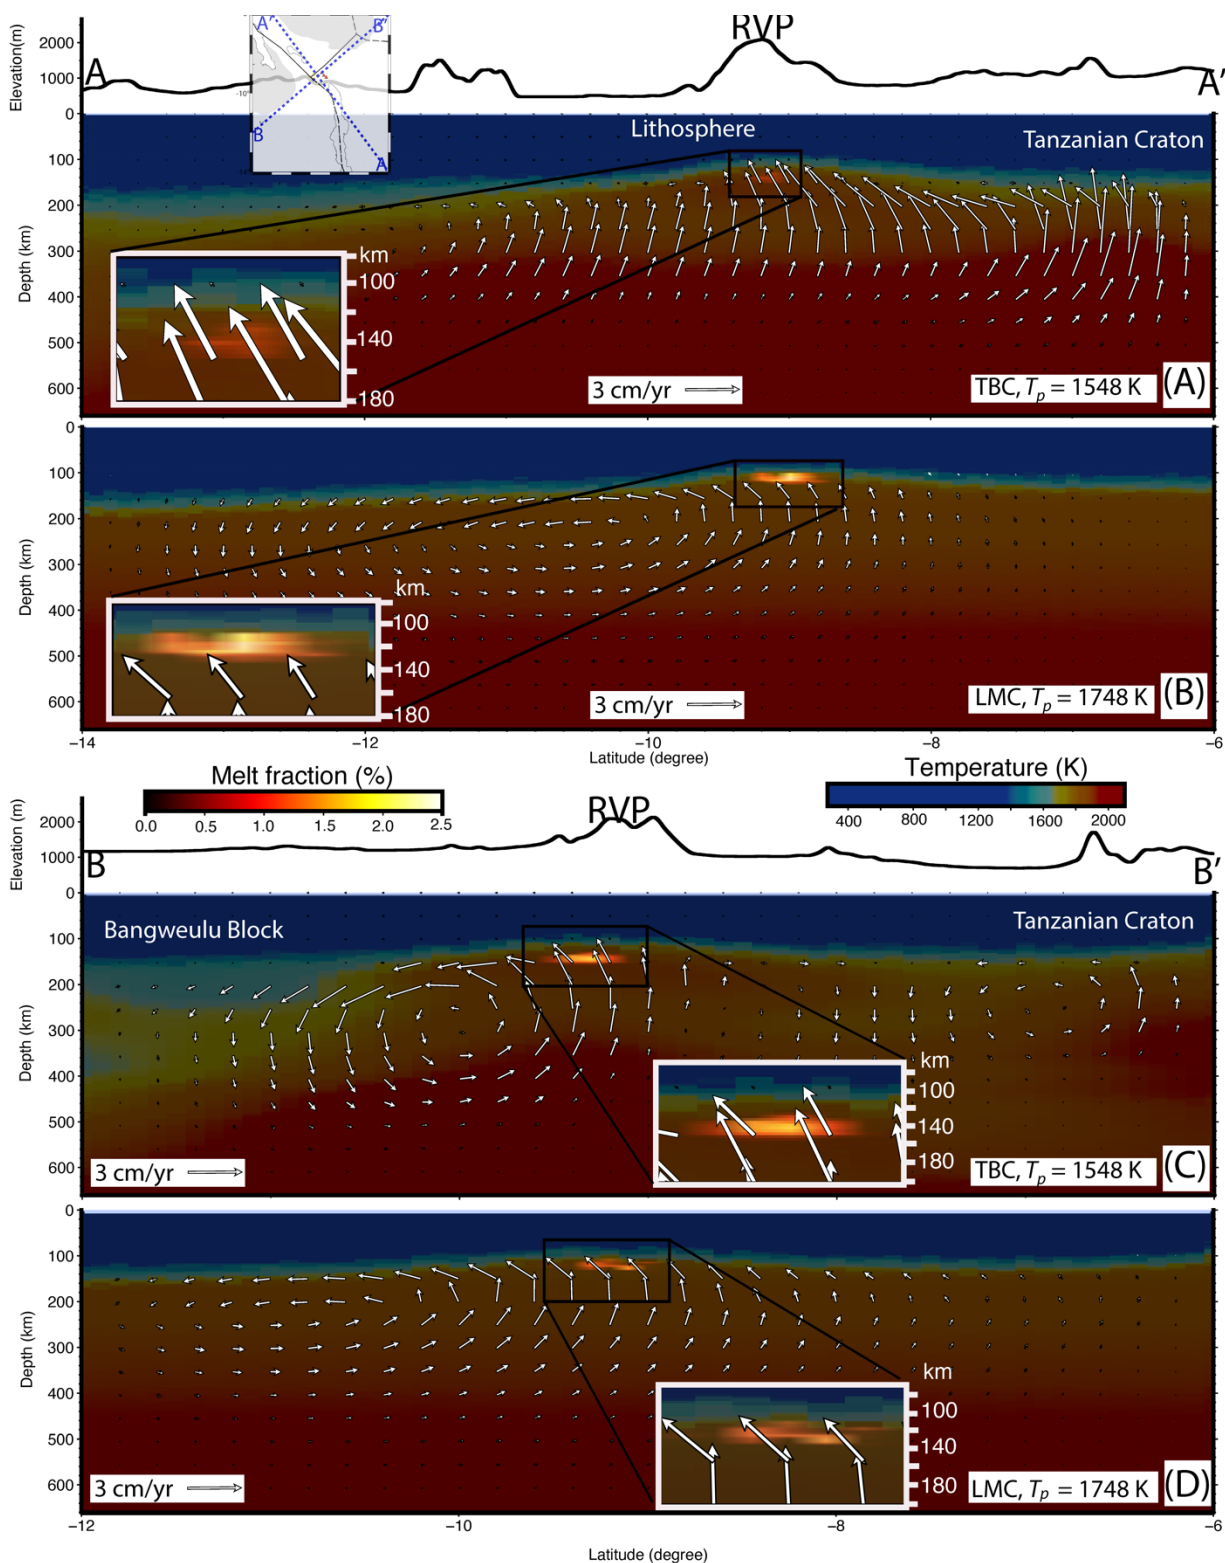 RVP
Elevation(m)
2000
1000
0
A
A'
A'
B'
-10°
B
A
Lithosphere
Tanzanian Craton
Depth (km)
100
200
300
400
500
600
km
100
140
180
3 cm/yr
TBC, Tp = 1548 K
(A)
0
100
200
300
400
500
600
Depth (km)
km
100
140
180
3 cm/yr
LMC, Tp = 1748 K
(B)
−14
−12
−10
−8
−6
Latitude (degree)
Melt fraction (%)
0.0 0.5 1.0 1.5 2.0 2.5
Temperature (K)
400 800 1200 1600 2000
RVP
Elevation (m)
2000
1000
0
B
B'
Bangweulu Block
Tanzanian Craton
Depth (km)
100
200
300
400
500
600
km
100
140
180
3 cm/yr
TBC, Tp = 1548 K
(C)
0
100
200
300
400
500
600
Depth (km)
km
100
140
180
3 cm/yr
LMC, Tp = 1748 K
(D)
−12
−10
−8
−6
Latitude (degree)